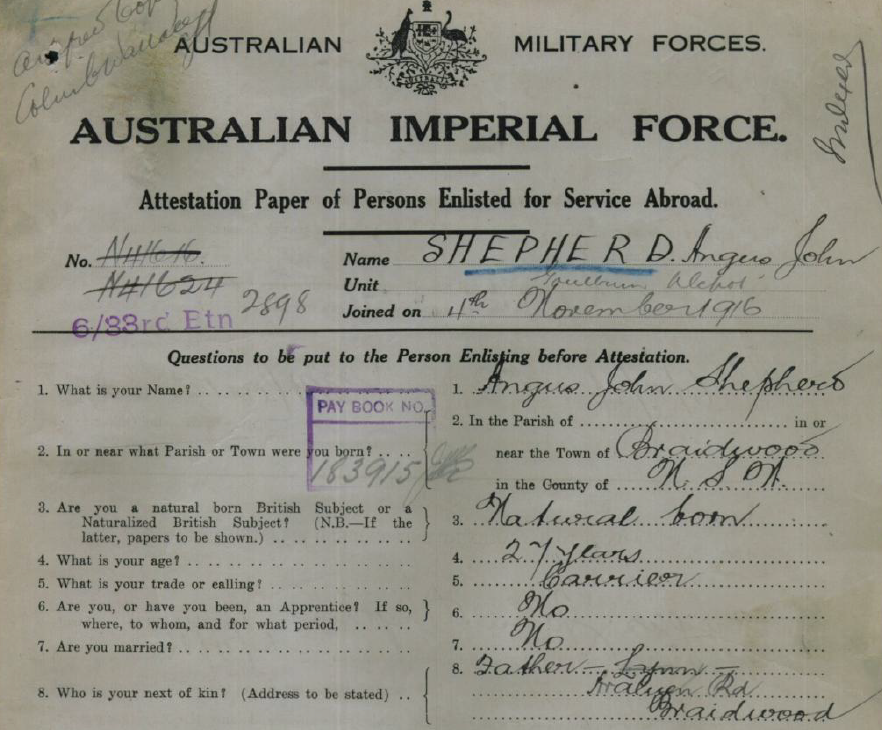 AUSTRALIAN MILITARY FORCES.
Indexed
AUSTRALIAN IMPERIAL FORCE.
Attestation Paper of Persons Enlisted for Service Abroad.
No. N41616.
N41624
2898
6/33rd Etn
Name SHEPHERD. Angus John
Unit Goulburn Depot
Joined on 4th November 1916
Questions to be put to the Person Enlisting before Attestation.
1. What is your Name? .. .. 1. Angus John Shepherd
PAY BOOK NO.
183915
2. In or near what Parish or Town were you born? .. .. 2. In the Parish of .......... in or
near the Town of Braidwood
in the County of N. S. W.
3. Are you a natural born British Subject or a
Naturalized British Subject? (N.B.—If the
latter, papers to be shown.) .. .. 3. Natural born
4. What is your age? .. .. 4. 27 years
5. What is your trade or calling? .. .. 5. Carrier
6. Are you, or have you been, an Apprentice? If so,
where, to whom, and for what period, .. .. 6. No
7. Are you married? .. .. 7. No
8. Who is your next of kin? (Address to be stated) .. 8. Father –
Araluen Rd
Braidwood